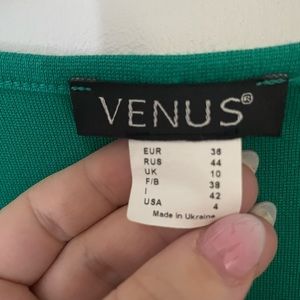 VENUS®
EUR 36
RUS 44
UK 10
F/B 38
I 42
USA 4
Made in Ukraine